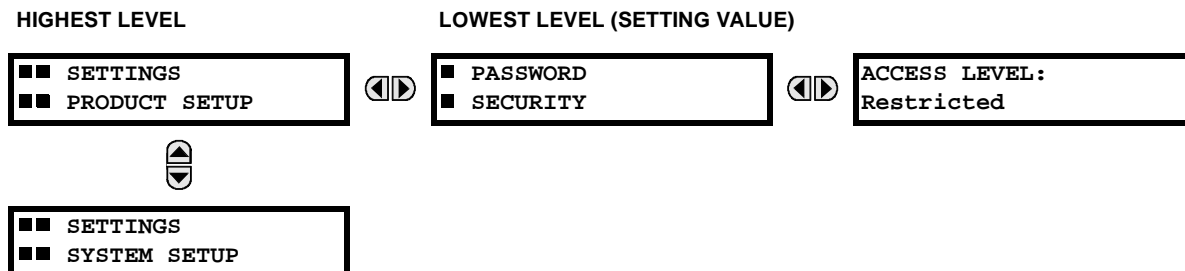 HIGHEST LEVEL
LOWEST LEVEL (SETTING VALUE)
■■ SETTINGS
■■ PRODUCT SETUP
■ PASSWORD
■ SECURITY
ACCESS LEVEL:
Restricted
■■ SETTINGS
■■ SYSTEM SETUP